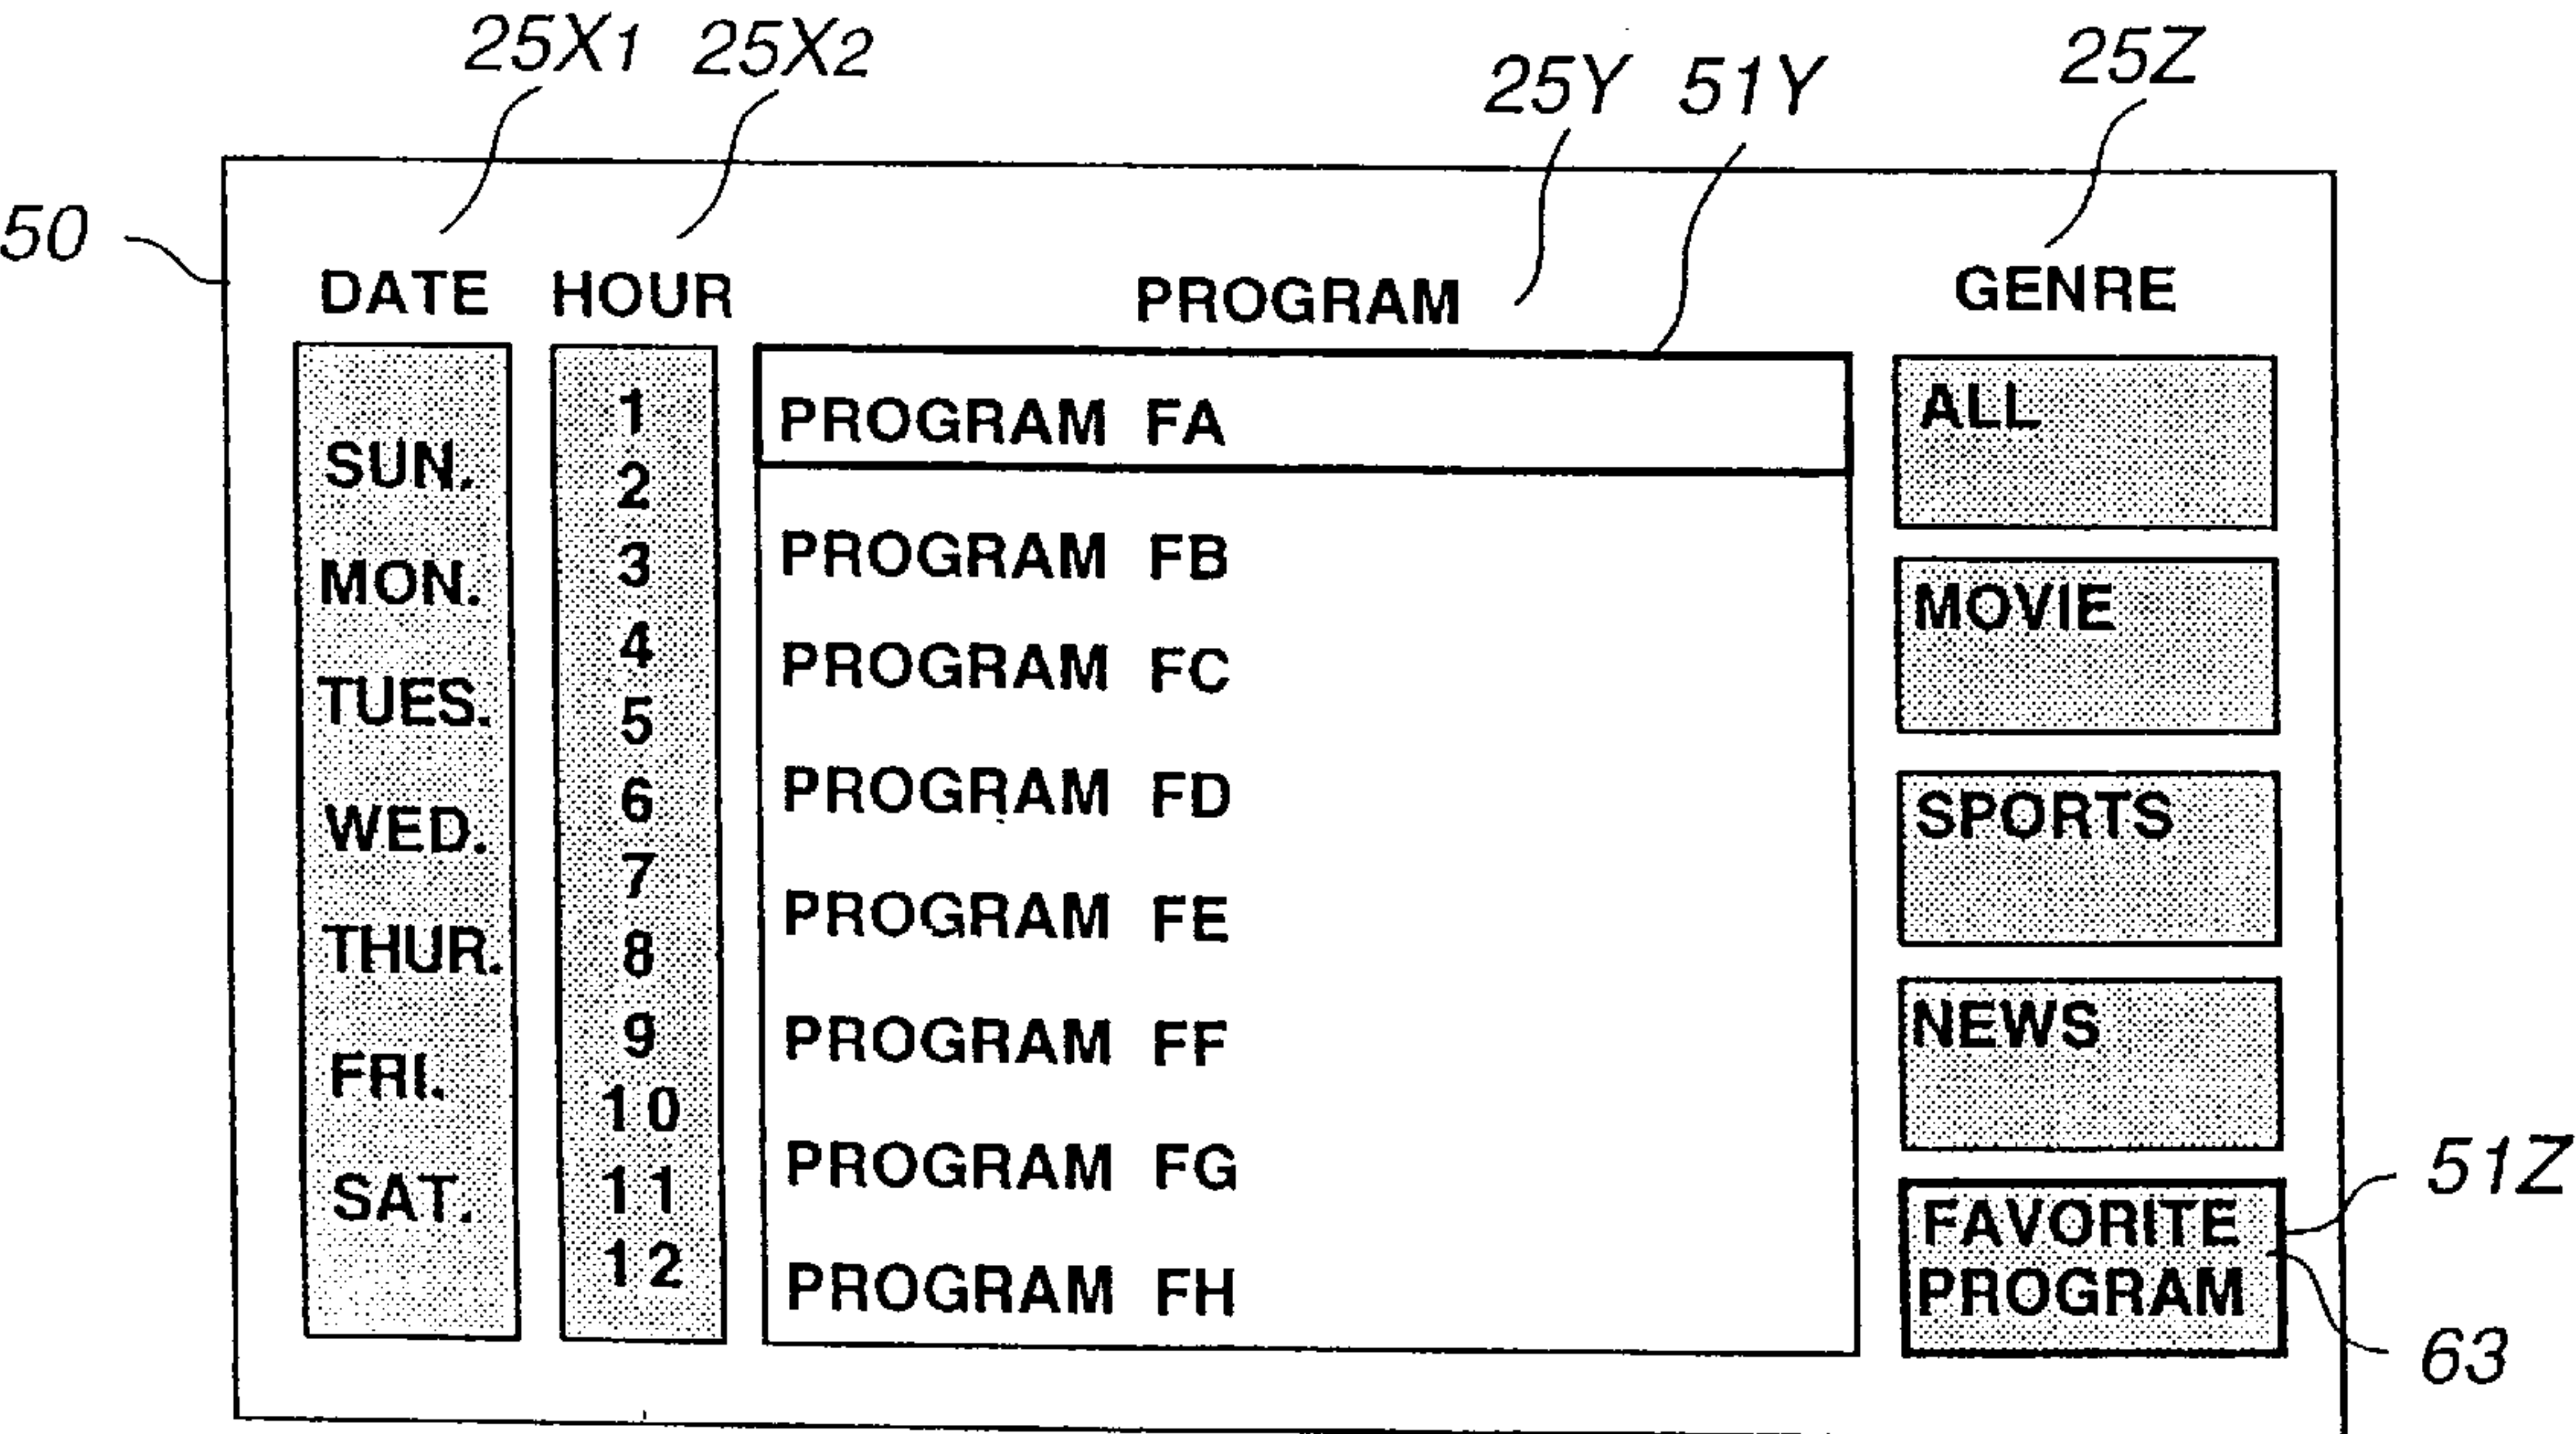 25X1 25X2 25Y 51Y 25Z
50
DATE HOUR PROGRAM GENRE
SUN.
MON.
TUES.
WED.
THUR.
FRI.
SAT.
1
2
3
4
5
6
7
8
9
10
11
12
PROGRAM FA
PROGRAM FB
PROGRAM FC
PROGRAM FD
PROGRAM FE
PROGRAM FF
PROGRAM FG
PROGRAM FH
ALL
MOVIE
SPORTS
NEWS
FAVORITE
PROGRAM
51Z
63